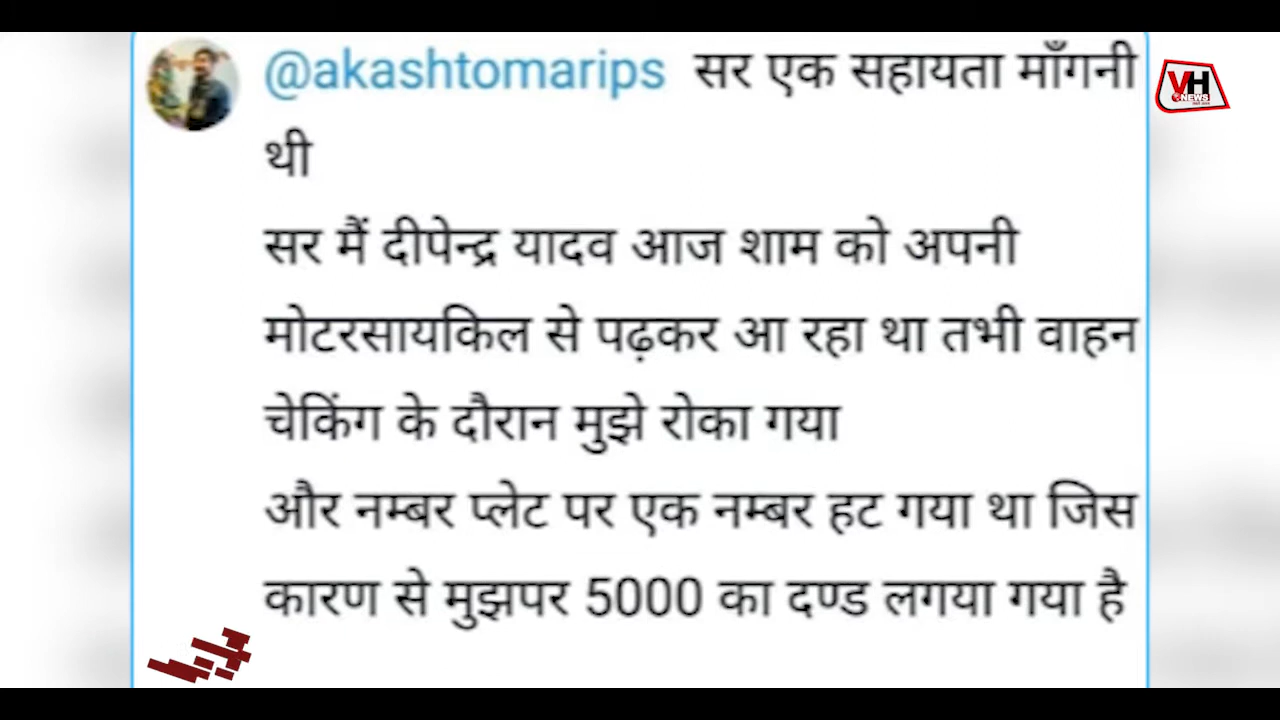 @akashtomarips सर एक सहायता माँगनी
थी
सर मैं दीपेन्द्र यादव आज शाम को अपनी
मोटरसायकिल से पढ़कर आ रहा था तभी वाहन
चेकिंग के दौरान मुझे रोका गया
और नम्बर प्लेट पर एक नम्बर हट गया था जिस
कारण से मुझपर 5000 का दण्ड लगया गया है
VH
NEWS